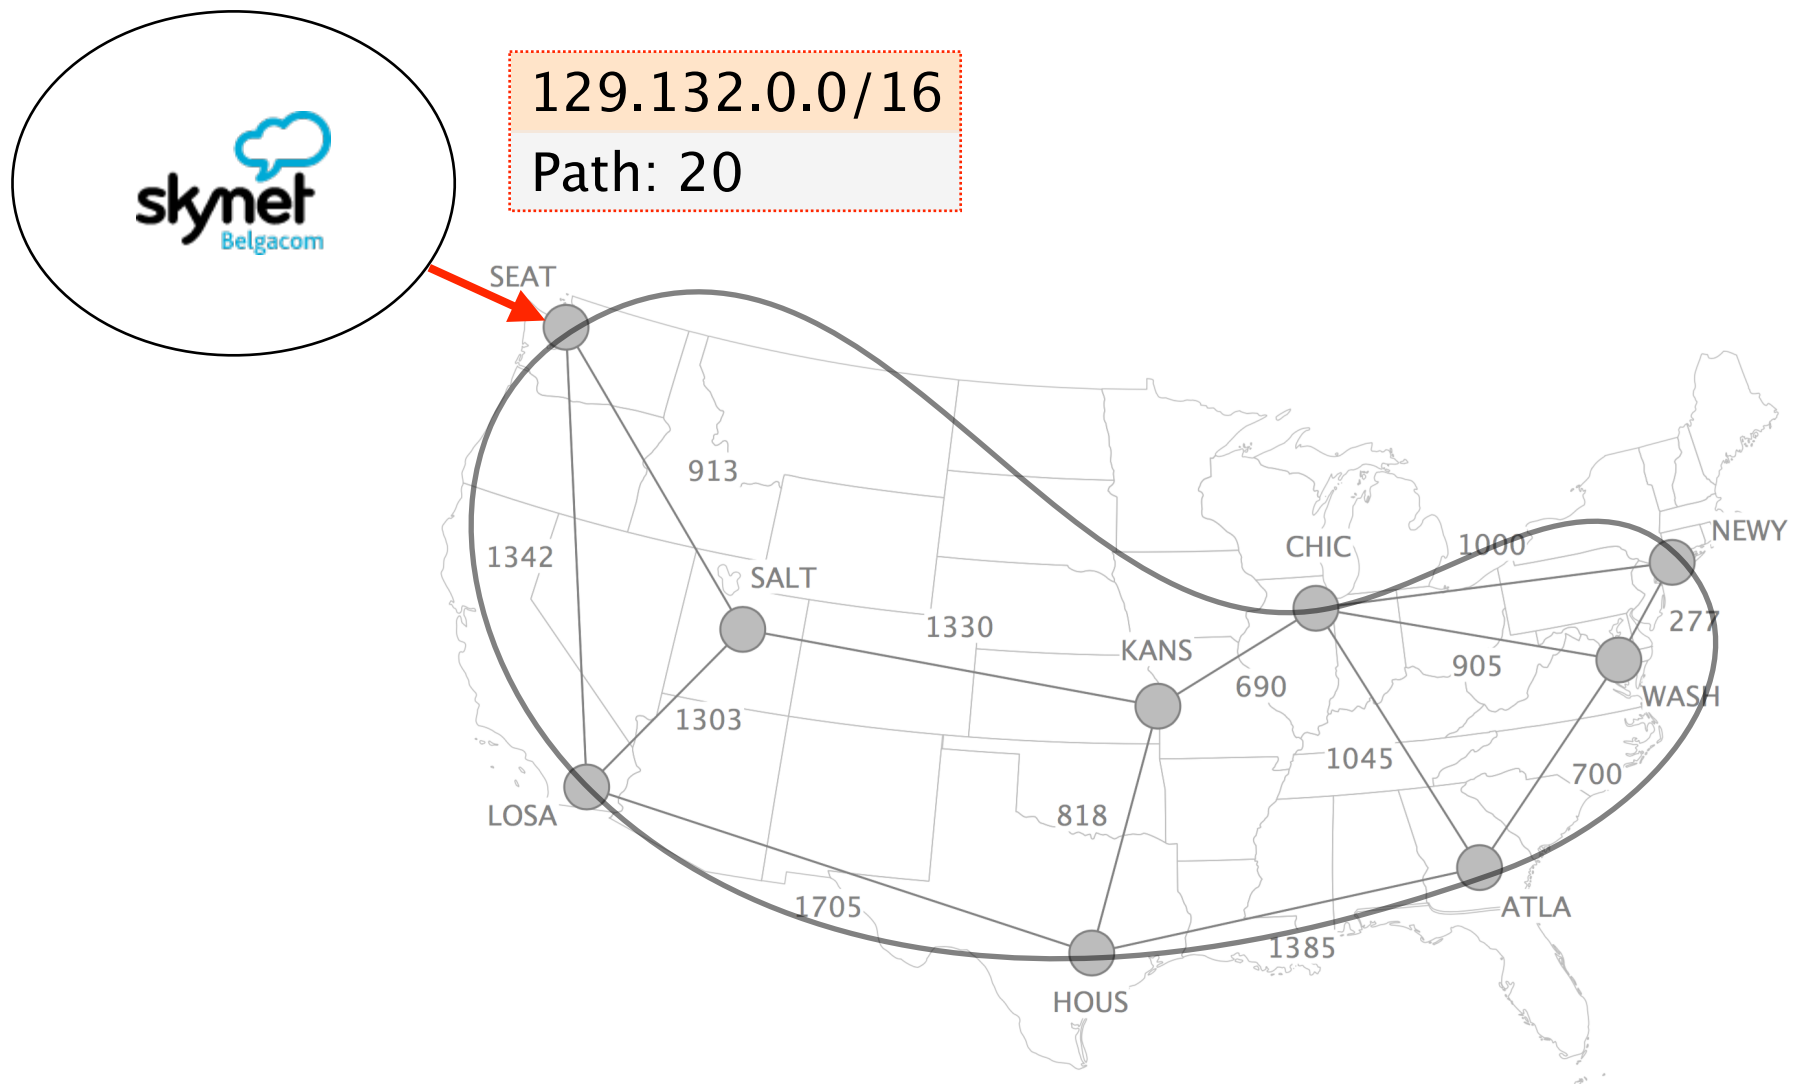 129.132.0.0/16
Path: 20
skynet
Belgacom
SEAT
913
1342
SALT
1330
1303
KANS
CHIC
1000
NEWY
277
690
905
WASH
1045
700
LOSA
818
1705
ATLA
1385
HOUS